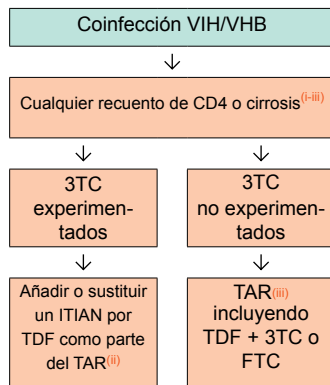 Coinfección VIH/VHB
Cualquier recuento de CD4 o cirrosis(i-iii)
3TC
experimen-
tados
3TC
no experimen-
tados
Añadir o sustituir
un ITIAN por
TDF como parte
del TAR(ii)
TAR(iii)
incluyendo
TDF + 3TC o
FTC